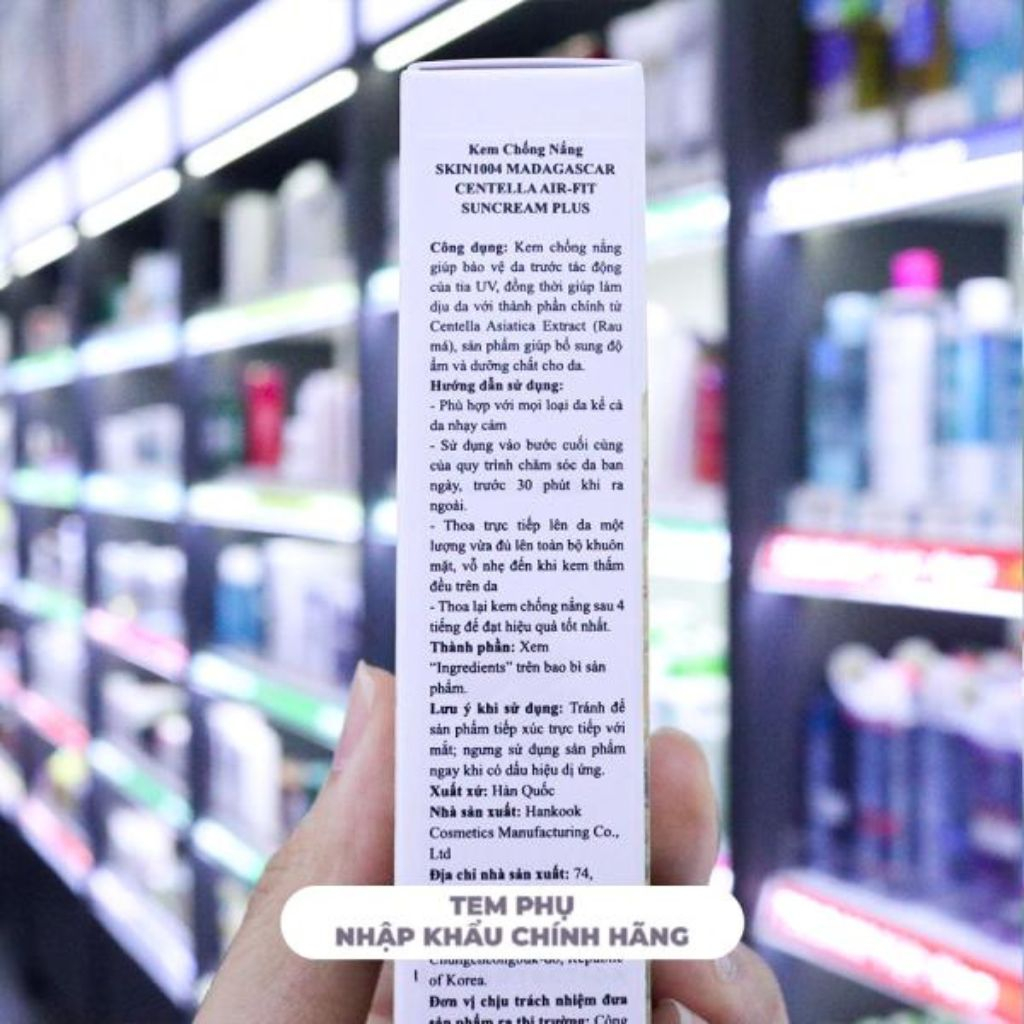 Kem Chống Nắng
SKIN1004 MADAGASCAR
CENTELLA AIR-FIT
SUNCREAM PLUS
Công dụng: Kem chống nắng
giúp bảo vệ da trước tác động
của tia UV, đồng thời giúp làm
dịu da với thành phần chính từ
Centella Asiatica Extract (Rau
má), sản phẩm giúp bổ sung độ
ẩm và dưỡng chất cho da.
Hướng dẫn sử dụng:
- Phù hợp với mọi loại da kể cả
da nhạy cảm
- Sử dụng vào bước cuối cùng
của quy trình chăm sóc da ban
ngày, trước 30 phút khi ra
ngoài.
- Thoa trực tiếp lên da một
lượng vừa đủ lên toàn bộ khuôn
mặt, vỗ nhẹ đến khi kem thấm
đều trên da
- Thoa lại kem chống nắng sau 4
tiếng để đạt hiệu quả tốt nhất.
Thành phần: Xem
“Ingredients” trên bao bì sản
phẩm.
Lưu ý khi sử dụng: Tránh để
sản phẩm tiếp xúc trực tiếp với
mắt; ngưng sử dụng sản phẩm
ngay khi có dấu hiệu dị ứng.
Xuất xứ: Hàn Quốc
Nhà sản xuất: Hankook
Cosmetics Manufacturing Co.,
Ltd
Địa chỉ nhà sản xuất: 74,
TEM PHỤ
NHẬP KHẨU CHÍNH HÃNG
Chungcheongbuk-do, Republic
of Korea.
Đơn vị chịu trách nhiệm đưa
sản phẩm ra thị trường: Công